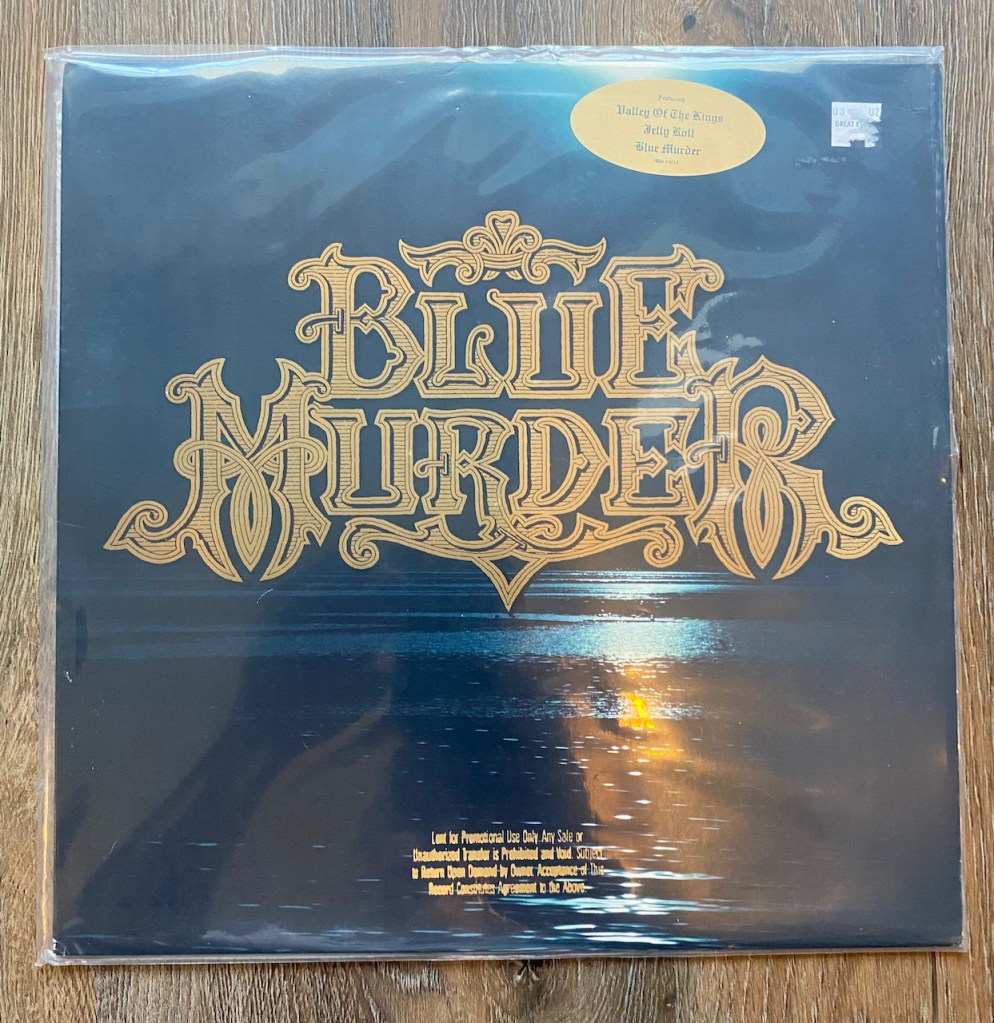 Featuring
Valley Of The Kings
Jelly Roll
Blue Murder
GREAT
BLUE
MURDER
Lent for Promotional Use Only Any Sale or
Unauthorized Transfer is Prohibited and Void. Subject
to Return Upon Demand by Owner. Acceptance of This
Record Constitutes Agreement to the Above.